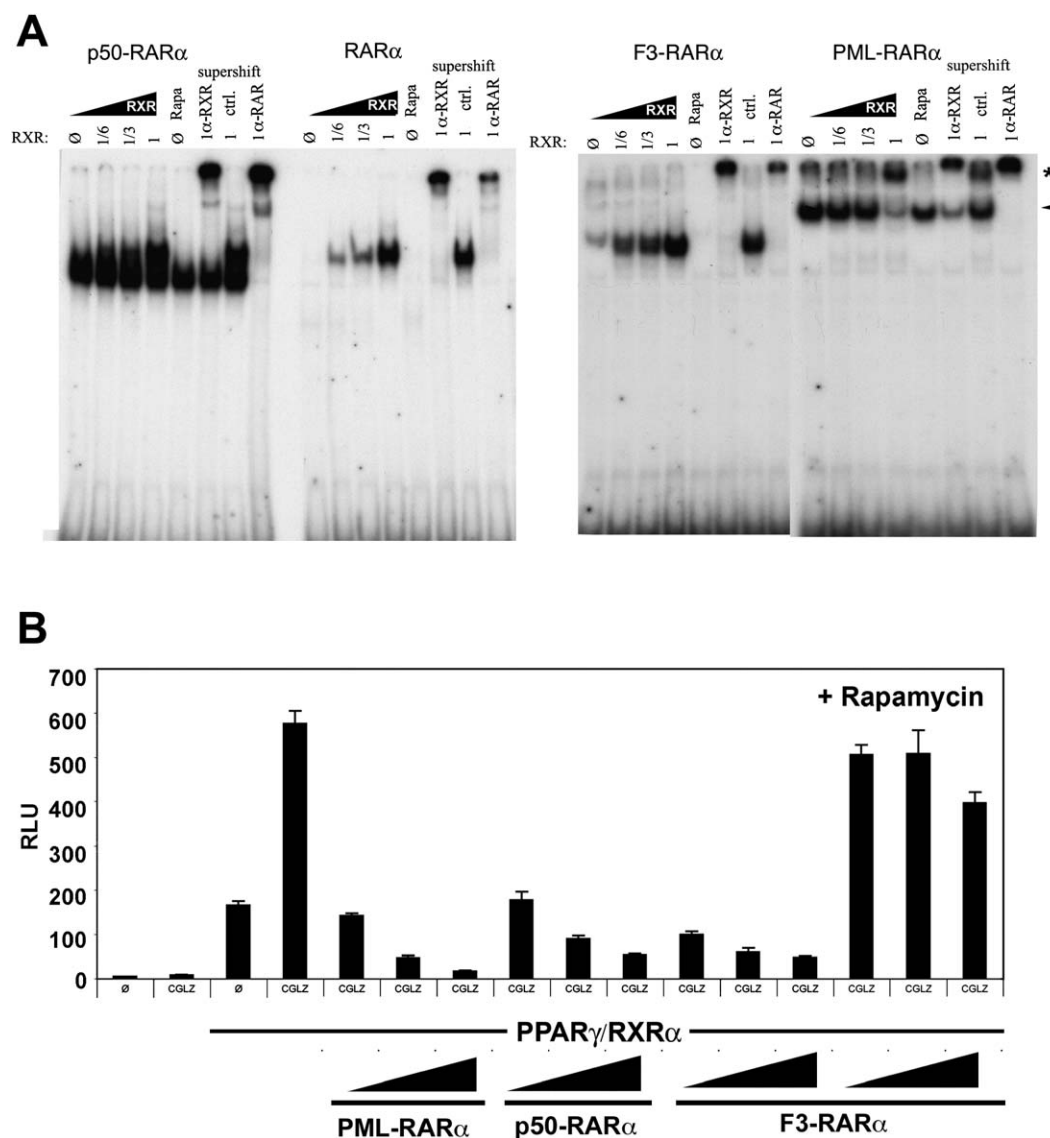 A
p50-RARα RARα F3-RARα PML-RARα
supershift supershift supershift
RXR RXR RXR RXR
RXR: Ø 1/6 1/3 1 Ø Rapa 1 α-RXR 1 ctrl. 1 α-RAR
RXR: Ø 1/6 1/3 1 Ø Rapa 1 α-RXR 1 ctrl. 1 α-RAR
RXR: Ø 1/6 1/3 1 Ø Rapa 1 α-RXR 1 ctrl. 1 α-RAR
Ø 1/6 1/3 1 Ø Rapa 1 α-RXR 1 ctrl. 1 α-RAR
*
B
700
600
500
400
300
200
100
0
RLU
+ Rapamycin
Ø CGLZ Ø CGLZ CGLZ CGLZ CGLZ CGLZ CGLZ CGLZ CGLZ CGLZ CGLZ CGLZ CGLZ CGLZ
PPARγ/RXRα
PML-RARα p50-RARα F3-RARα